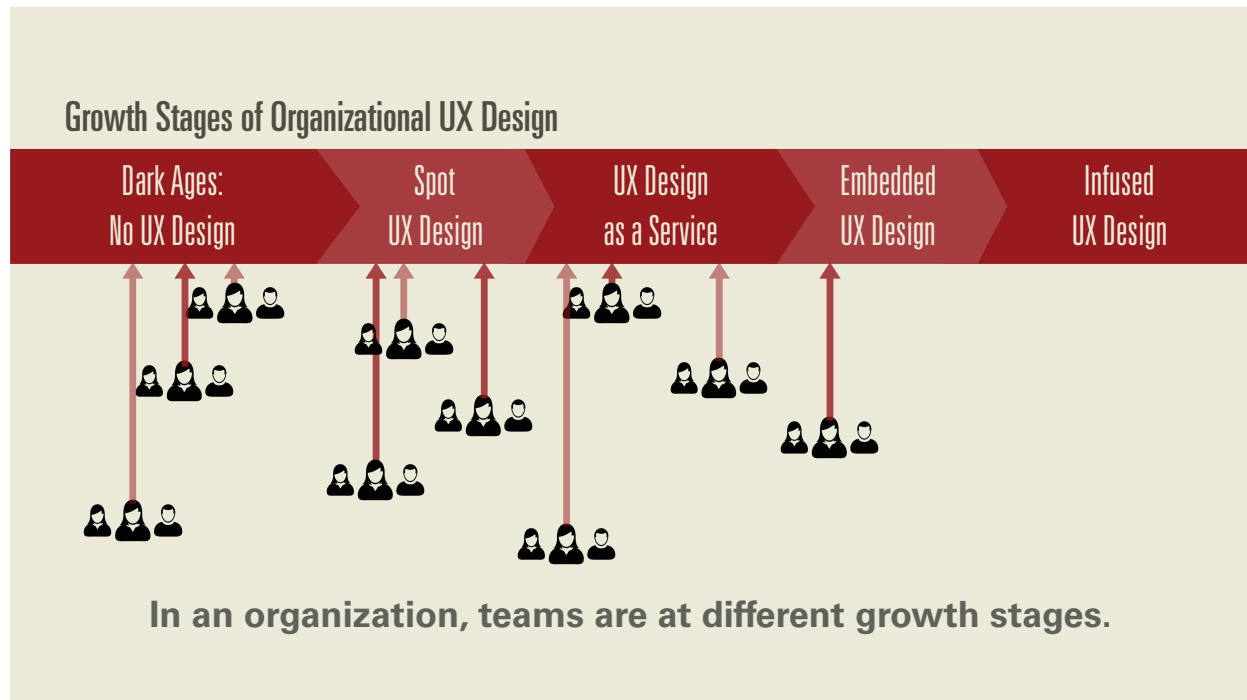 Growth Stages of Organizational UX Design
Dark Ages:
No UX Design
Spot
UX Design
UX Design
as a Service
Embedded
UX Design
Infused
UX Design
In an organization, teams are at different growth stages.